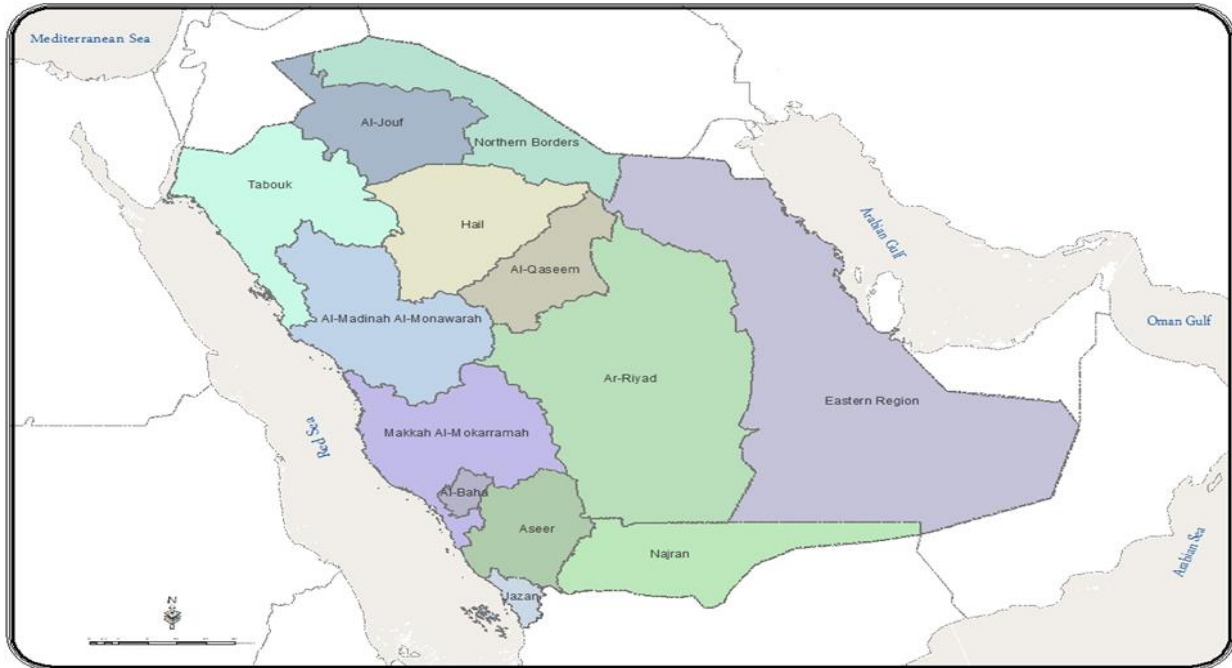 Mediterranean Sea
Al-Jouf
Northern Borders
Tabouk
Hail
Arabian Gulf
Al-Qaseem
Al-Madinah Al-Monawarah
Oman Gulf
Ar-Riyad
Eastern Region
Red Sea
Makkah Al-Mokarramah
Al-Baha
Aseer
Najran
Arabian Sea
Jazan
N